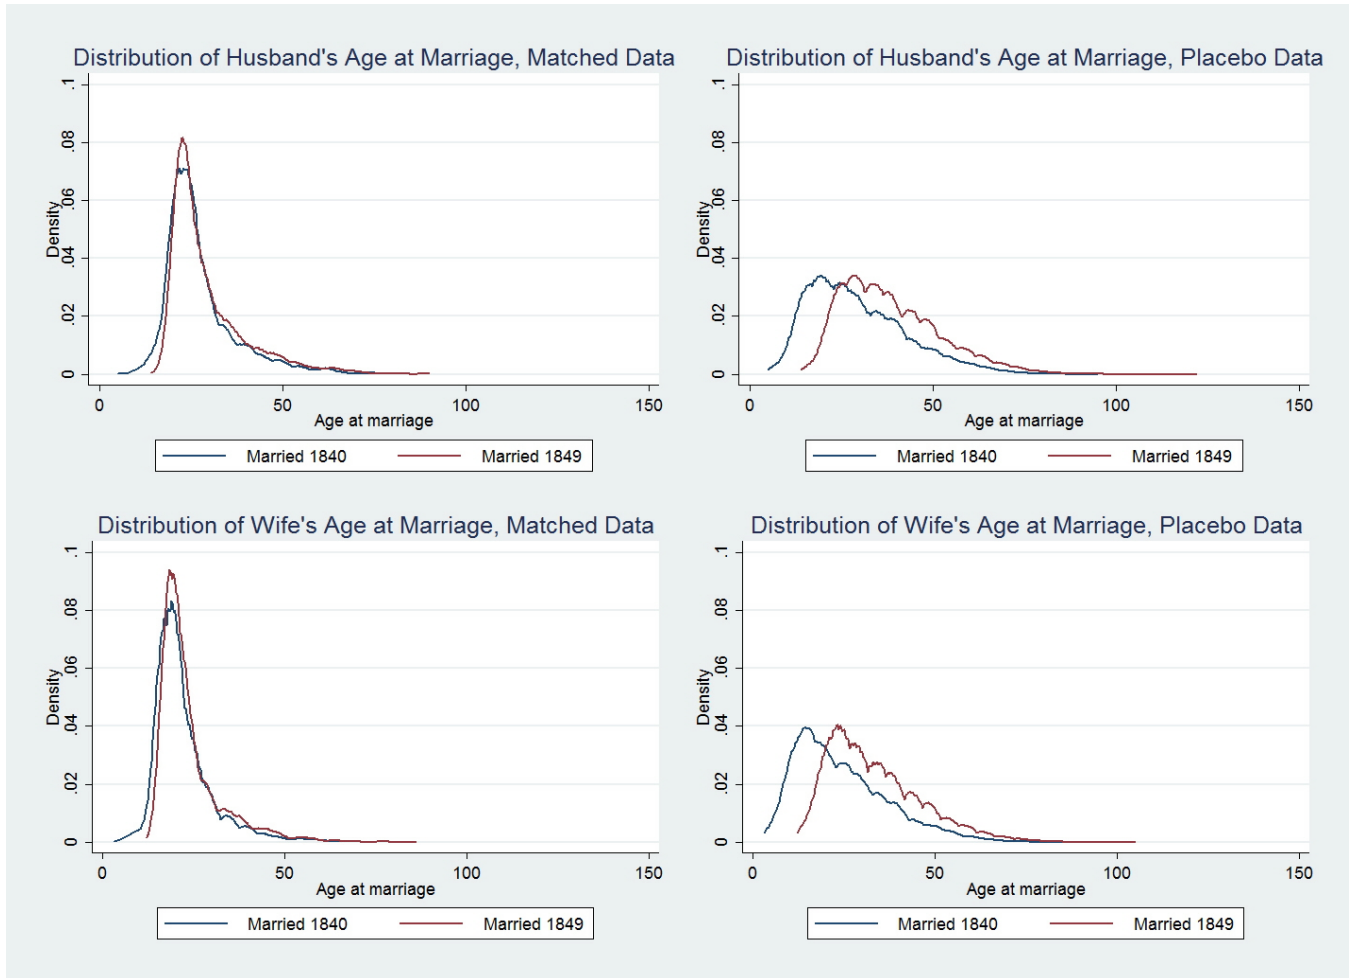 Distribution of Husband's Age at Marriage, Matched Data
.1
.08
.06
.04
.02
0
Density
0 50 100 150
Age at marriage
Married 1840 Married 1849
Distribution of Husband's Age at Marriage, Placebo Data
.1
.08
.06
.04
.02
0
Density
0 50 100 150
Age at marriage
Married 1840 Married 1849
Distribution of Wife's Age at Marriage, Matched Data
.1
.08
.06
.04
.02
0
Density
0 50 100 150
Age at marriage
Married 1840 Married 1849
Distribution of Wife's Age at Marriage, Placebo Data
.1
.08
.06
.04
.02
0
Density
0 50 100 150
Age at marriage
Married 1840 Married 1849